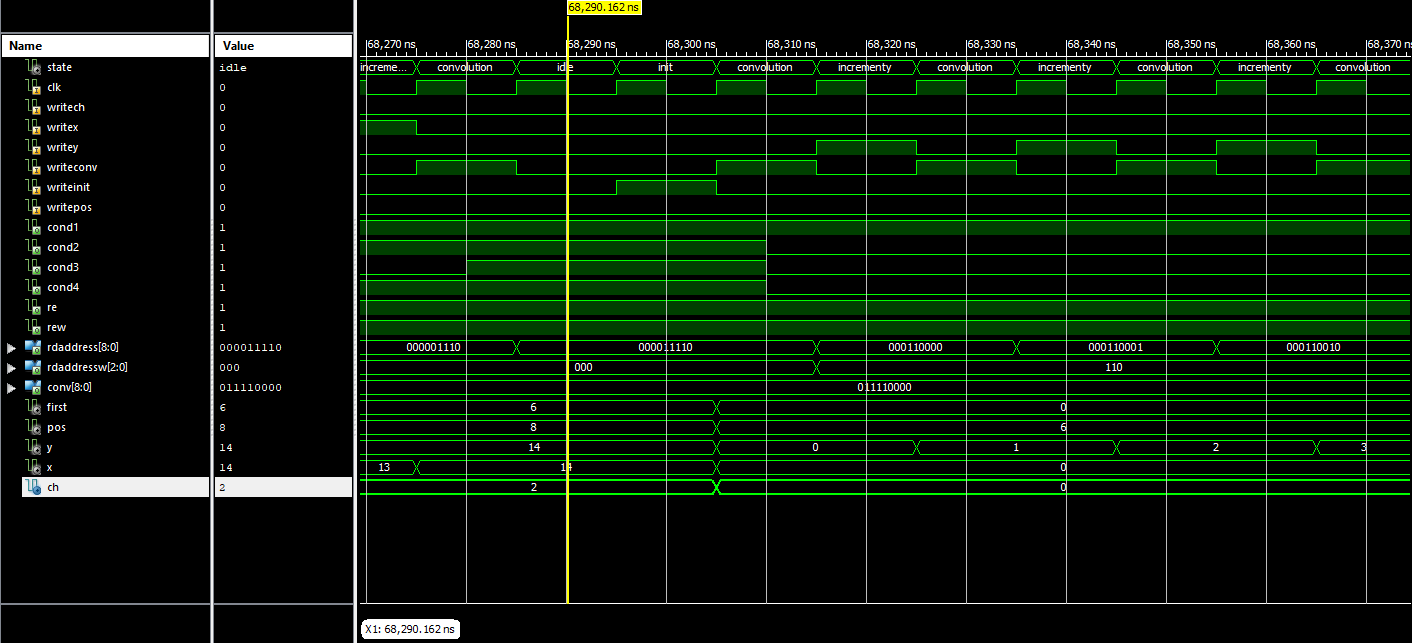 68,290.162 ns
Name Value 68,270 ns 68,280 ns 68,290 ns 68,300 ns 68,310 ns 68,320 ns 68,330 ns 68,340 ns 68,350 ns 68,360 ns 68,370 n
state idle increme... convolution idle init convolution incrementy convolution incrementy convolution incrementy convolution
clk 0
writech 0
writex 0
writey 0
writeconv 0
writeinit 0
writepos 0
cond1 1
cond2 1
cond3 1
cond4 1
re 1
rew 1
rdaddress[8:0] 000011110 000001110 000011110 000110000 000110001 000110010
rdaddressw[2:0] 000 000 110
conv[8:0] 011110000 011110000
first 6 6 0
pos 8 8 6
y 14 14 0 1 2 3
x 14 13 14 0
ch 2 2 0
X1: 68,290.162 ns